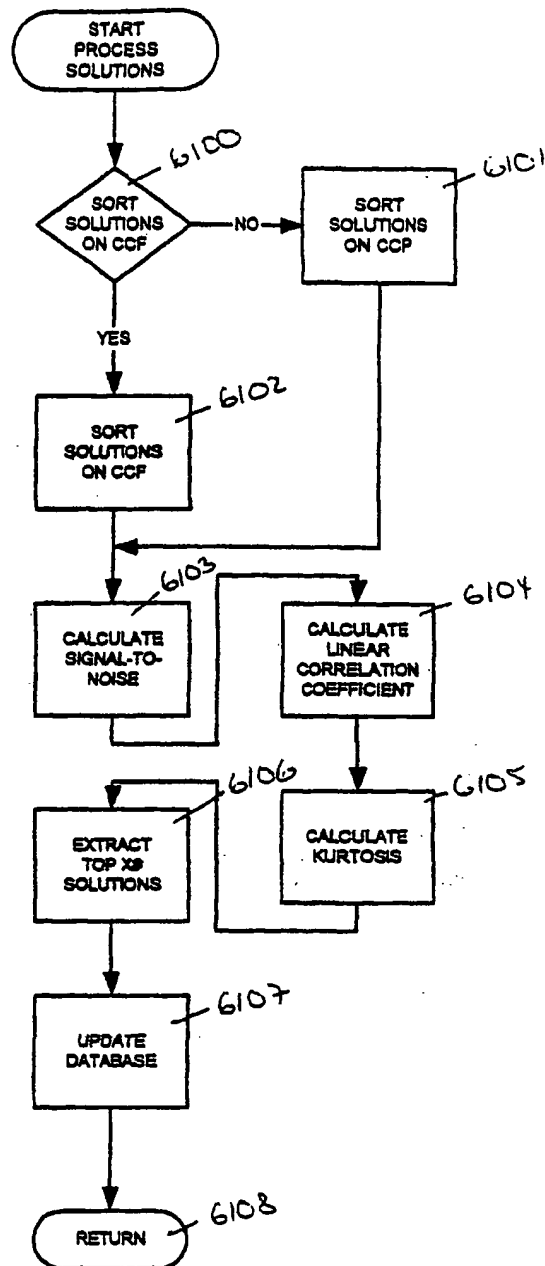 START
PROCESS
SOLUTIONS
6100
SORT
SOLUTIONS
ON CCF
NO
6101
SORT
SOLUTIONS
ON CCP
YES
6102
SORT
SOLUTIONS
ON CCF
6103
CALCULATE
SIGNAL-TO-
NOISE
6104
CALCULATE
LINEAR
CORRELATION
COEFFICIENT
6105
CALCULATE
KURTOSIS
6106
EXTRACT
TOP X#
SOLUTIONS
6107
UPDATE
DATABASE
6108
RETURN